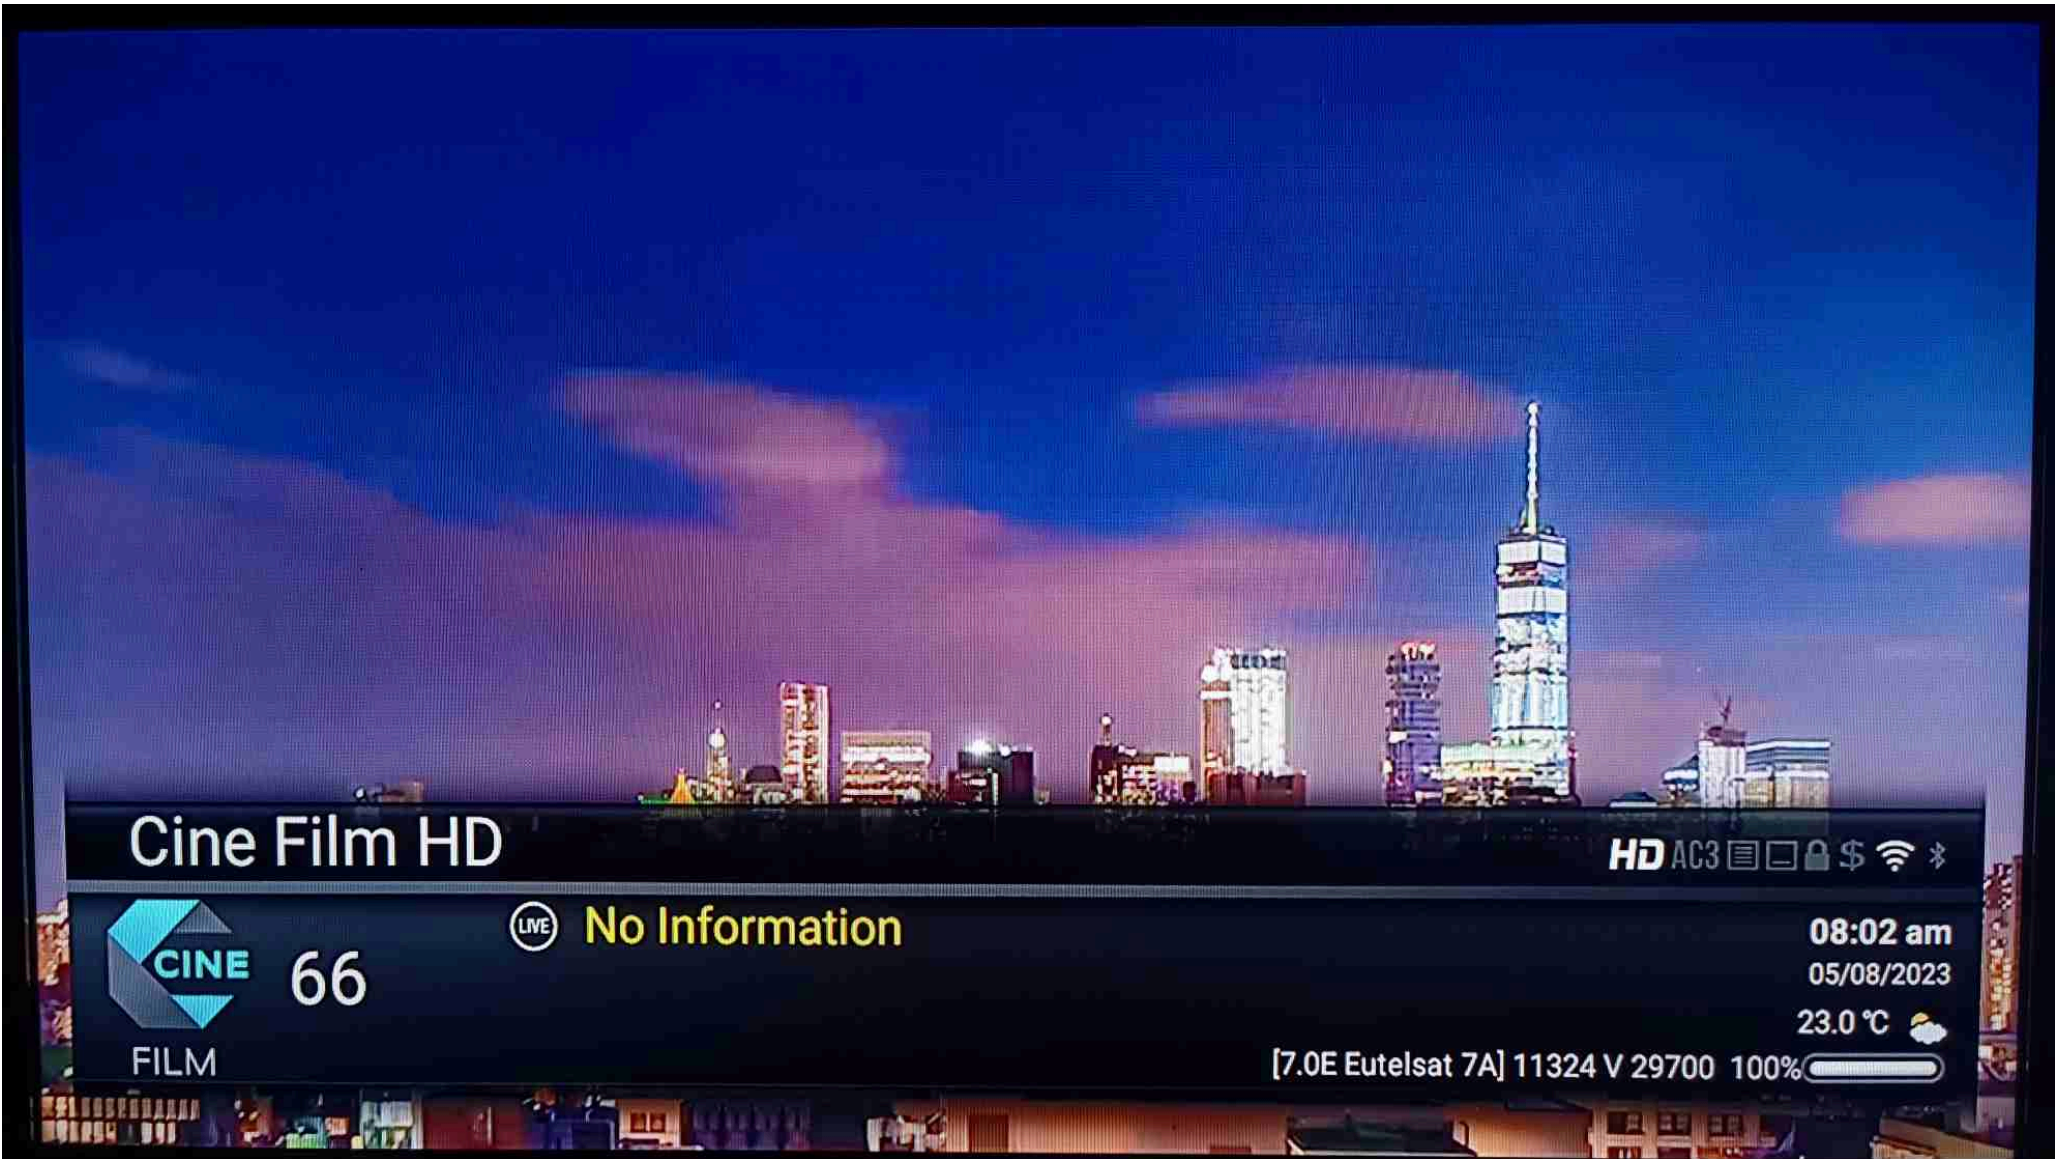 Cine Film HD
HD AC3 $
CINE
FILM
66
LIVE No Information
08:02 am
05/08/2023
23.0 °C
[7.0E Eutelsat 7A] 11324 V 29700 100%